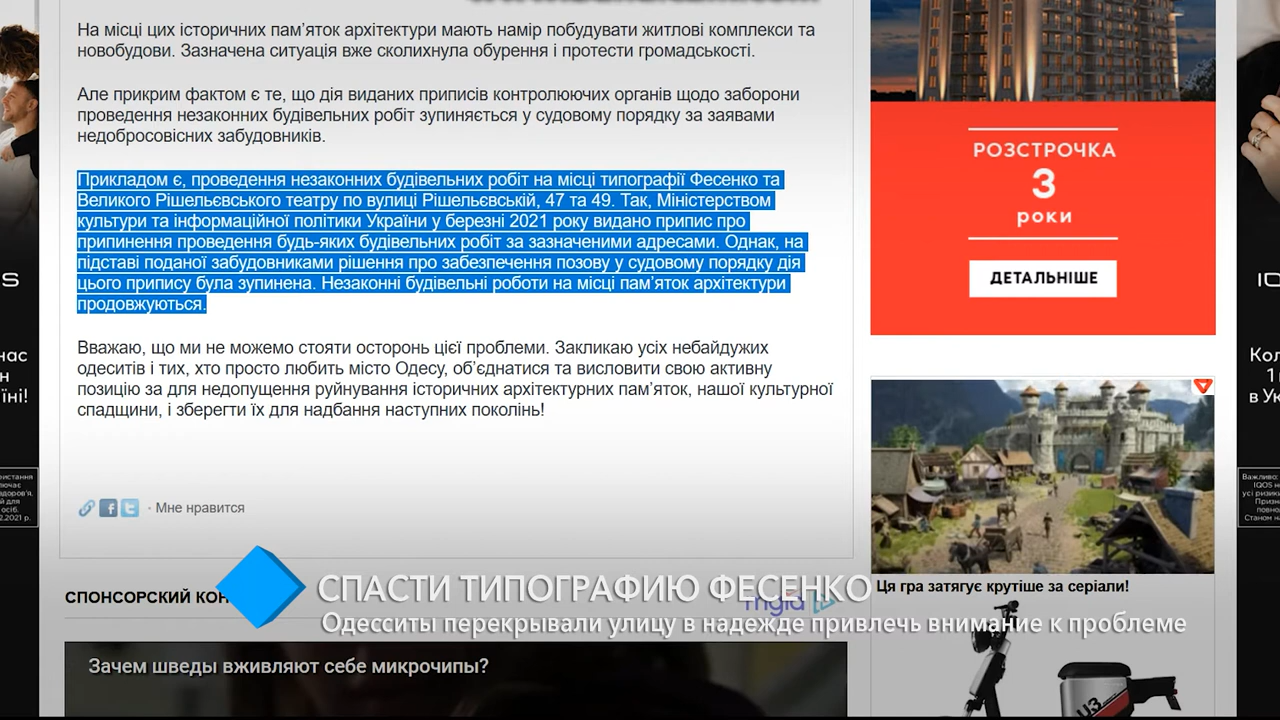 На місці цих історичних пам’яток архітектури мають намір побудувати житлові комплекси та
новобудови. Зазначена ситуація вже сколихнула обурення і протести громадськості.
Але прикрим фактом є те, що дія виданих приписів контролюючих органів щодо заборони
проведення незаконних будівельних робіт зупиняється у судовому порядку за заявами
недобросовісних забудовників.
Прикладом є, проведення незаконних будівельних робіт на місці типографії Фесенко та
Великого Рішельєвського театру по вулиці Рішельєвській, 47 та 49. Так, Міністерством
культури та інформаційної політики України у березні 2021 року видано припис про
припинення проведення будь-яких будівельних робіт за зазначеними адресами. Однак, на
підставі поданої забудовниками рішення про забезпечення позову у судовому порядку дія
цього припису була зупинена. Незаконні будівельні роботи на місці пам’яток архітектури
продовжуються.
Вважаю, що ми не можемо стояти осторонь цієї проблеми. Закликаю усіх небайдужих
одеситів і тих, хто просто любить місто Одесу, об’єднатися та висловити свою активну
позицію за для недопущення руйнування історичних архітектурних пам’яток, нашої культурної
спадщини, і зберегти їх для надбання наступних поколінь!
· Мне нравится
РОЗСТРОЧКА
3
роки
ДЕТАЛЬНІШЕ
Ця гра затягує крутіше за серіали!
СПОНСОРСКИЙ КОН
mgid
СПАСТИ ТИПОГРАФИЮ ФЕСЕНКО
Одесситы перекрывали улицу в надежде привлечь внимание к проблеме
Зачем шведы вживляют себе микрочипы?